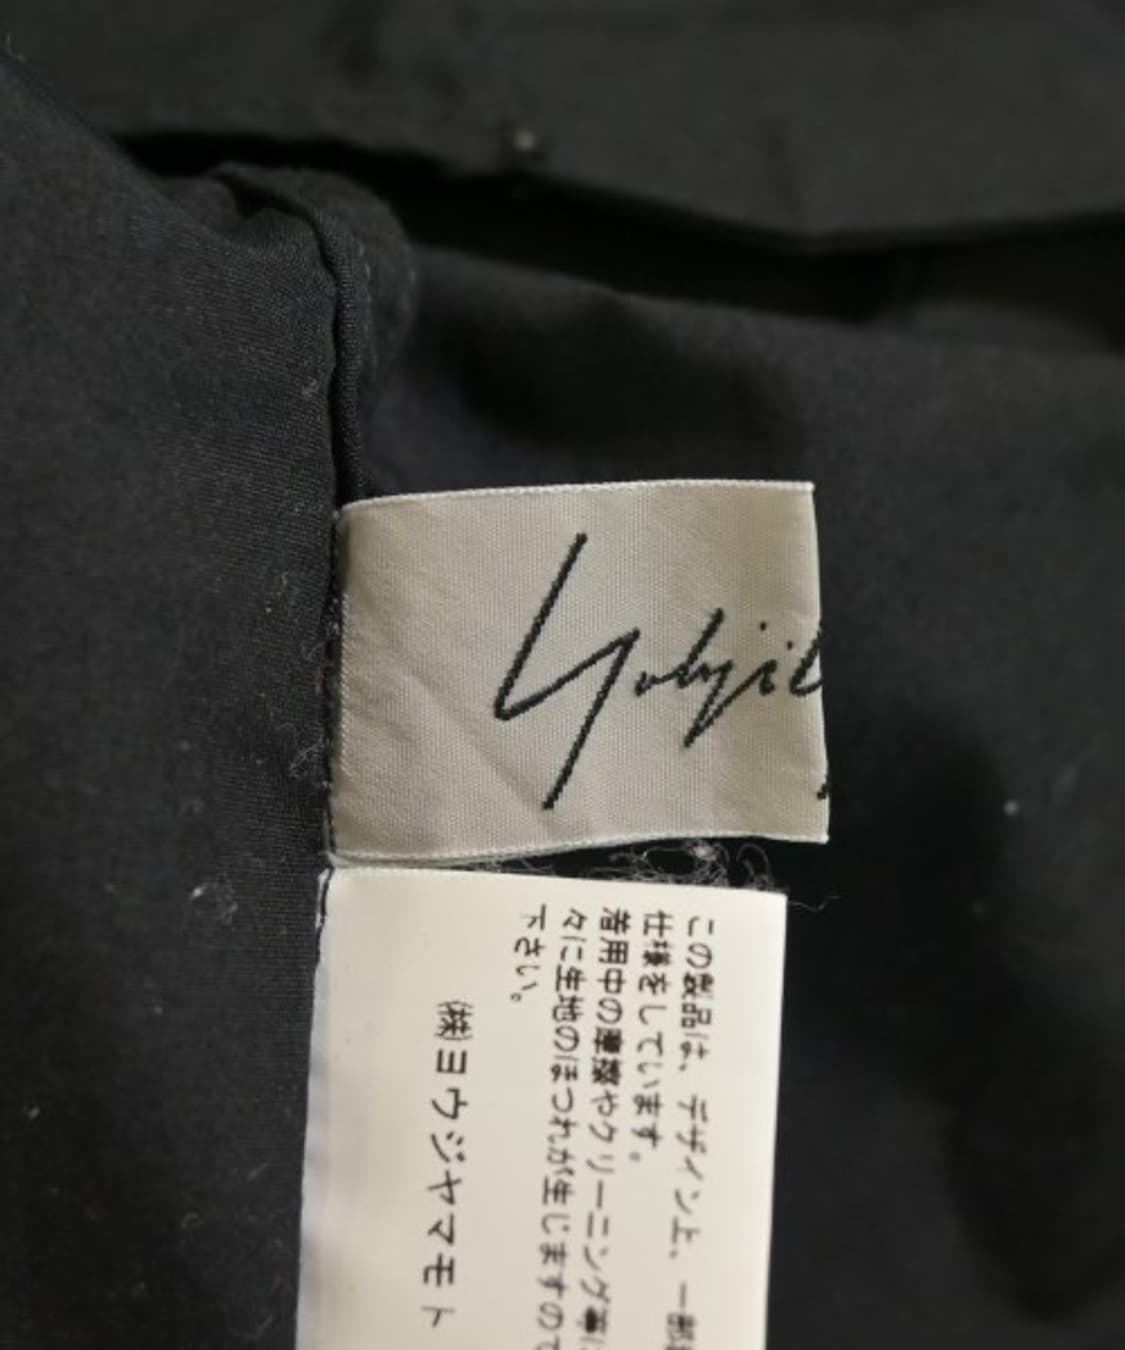 Yohji
この製品は、デザイン上、一部
仕様をしています。
着用中の摩擦やクリーニング等に
々に生地のほつれが生じますので
下さい。
㈱ヨウジヤマモト